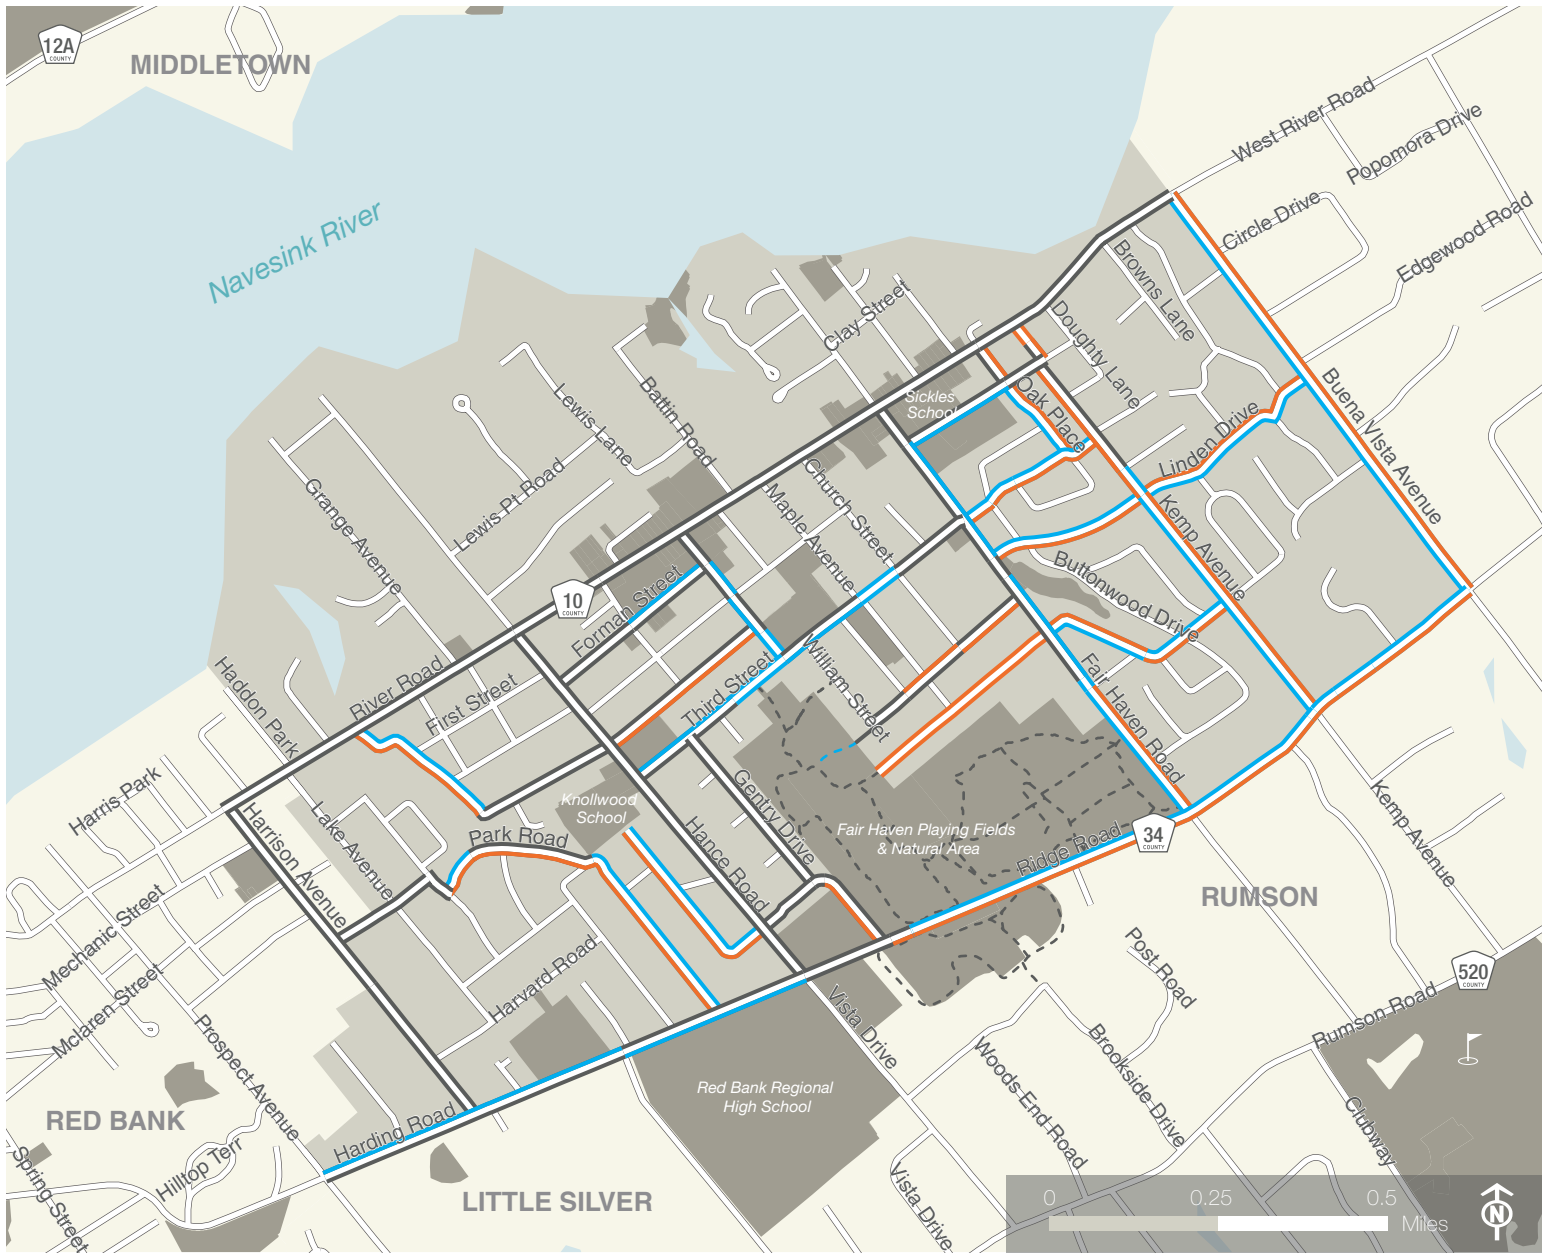 12A
COUNTY
MIDDLETOWN
West River Road
Popomora Drive
Navesink River
Circle Drive
Edgewood Road
Browns Lane
Clay Street
Doughty Lane
Sickles
School
Oak Place
Buena VIsta Avenue
Lewis Lane
Battin Road
Linden Drive
Grange Avenue
Lewis Pt Road
Maple Avenue
Church Street
Kemp Avenue
10
COUNTY
Forman Street
Buttonwood Drive
Haddon Park
River Road
First Street
Third Street
William Street
Fair Haven Road
Harris Park
Harrison Avenue
Lake Avenue
Park Road
Knollwood
School
Hance Road
Gentry Drive
Fair Haven Playing Fields
& Natural Area
Ridge Road
34
COUNTY
Kemp Avenue
RUMSON
Mechanic Street
Mclaren Street
Harvard Road
Post Road
520
COUNTY
Rumson Road
Vista Drive
Prospect Avenue
Woods End Road
Brookside Drive
Red Bank Regional
High School
RED BANK
Harding Road
Clubway
Hilltop Terr
Spring Street
LITTLE SILVER
Vista Drive
0
0.25
0.5
Miles
N